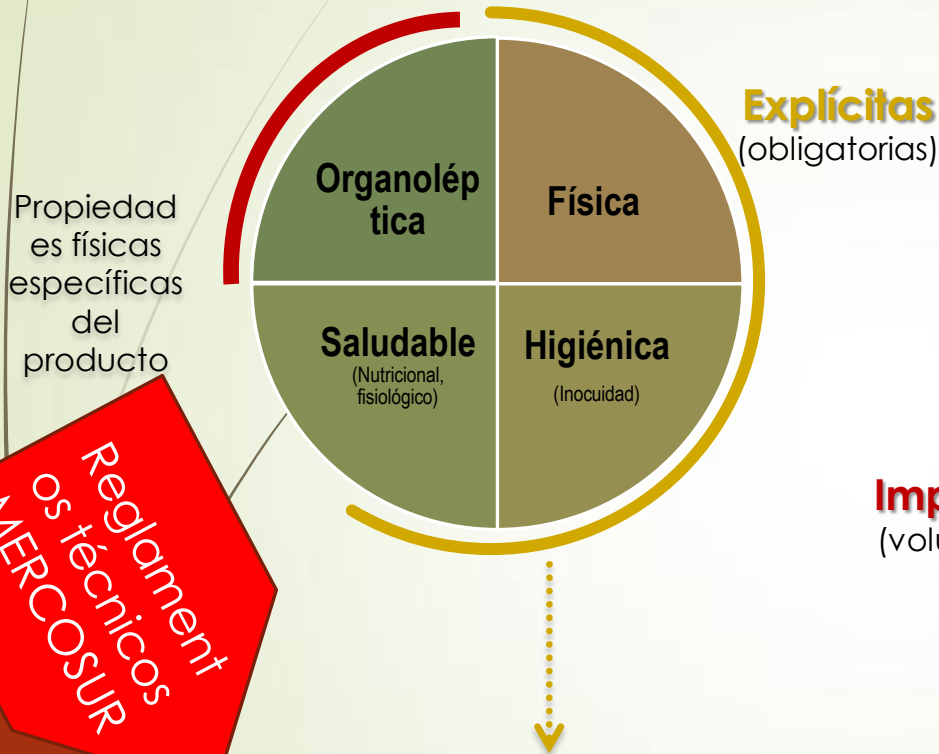 Explícitas
(obligatorias)
Organolép
tica
Física
Propiedad
es físicas
específicas
del
producto
Saludable
(Nutricional,
fisiológico)
Higiénica
(Inocuidad)
Reglament
os técnicos
MERCOSUR